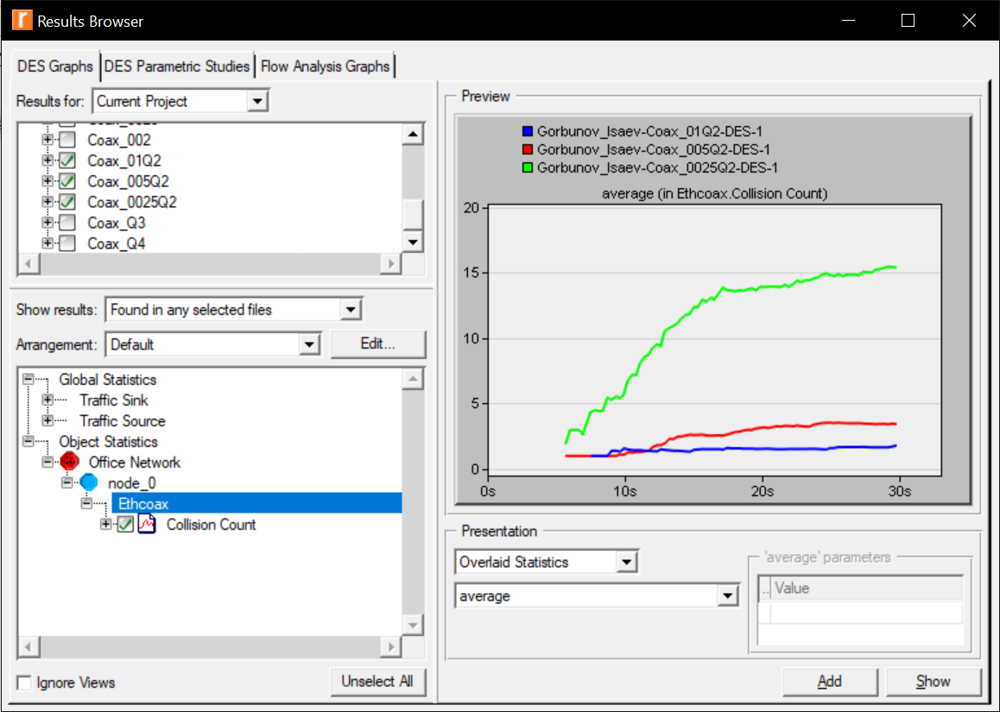 Results Browser
DES Graphs DES Parametric Studies Flow Analysis Graphs
Results for: Current Project
Coax_002
Coax_01Q2
Coax_005Q2
Coax_0025Q2
Coax_Q3
Coax_Q4
Show results: Found in any selected files
Arrangement: Default Edit...
Global Statistics
Traffic Sink
Traffic Source
Object Statistics
Office Network
node_0
Ethcoax
Collision Count
Ignore Views Unselect All
Preview
Gorbunov_Isaev-Coax_01Q2-DES-1
Gorbunov_Isaev-Coax_005Q2-DES-1
Gorbunov_Isaev-Coax_0025Q2-DES-1
average (in Ethcoax.Collision Count)
20
15
10
5
0
0s 10s 20s 30s
Presentation
Overlaid Statistics
average
'average' parameters
.. Value
Add Show